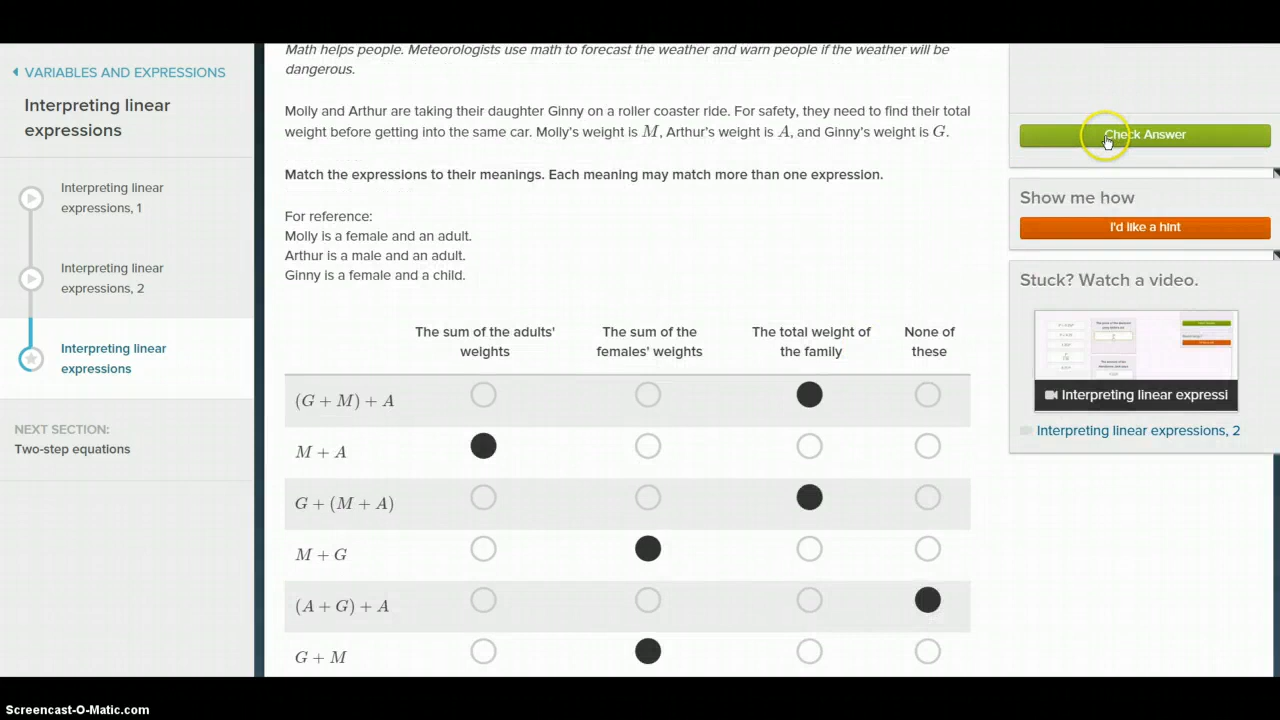 VARIABLES AND EXPRESSIONS
Interpreting linear
expressions
Interpreting linear
expressions, 1
Interpreting linear
expressions, 2
Interpreting linear
expressions
NEXT SECTION:
Two-step equations
Math helps people. Meteorologists use math to forecast the weather and warn people if the weather will be
dangerous.
Molly and Arthur are taking their daughter Ginny on a roller coaster ride. For safety, they need to find their total
weight before getting into the same car. Molly's weight is M, Arthur's weight is A, and Ginny's weight is G.
Match the expressions to their meanings. Each meaning may match more than one expression.
For reference:
Molly is a female and an adult.
Arthur is a male and an adult.
Ginny is a female and a child.
The sum of the adults' The sum of the The total weight of None of
weights females' weights the family these
(G + M) + A
M + A
G + (M + A)
M + G
(A + G) + A
G + M
Check Answer
Show me how
I'd like a hint
Stuck? Watch a video.
Interpreting linear expressi
Interpreting linear expressions, 2
Screencast-O-Matic.com